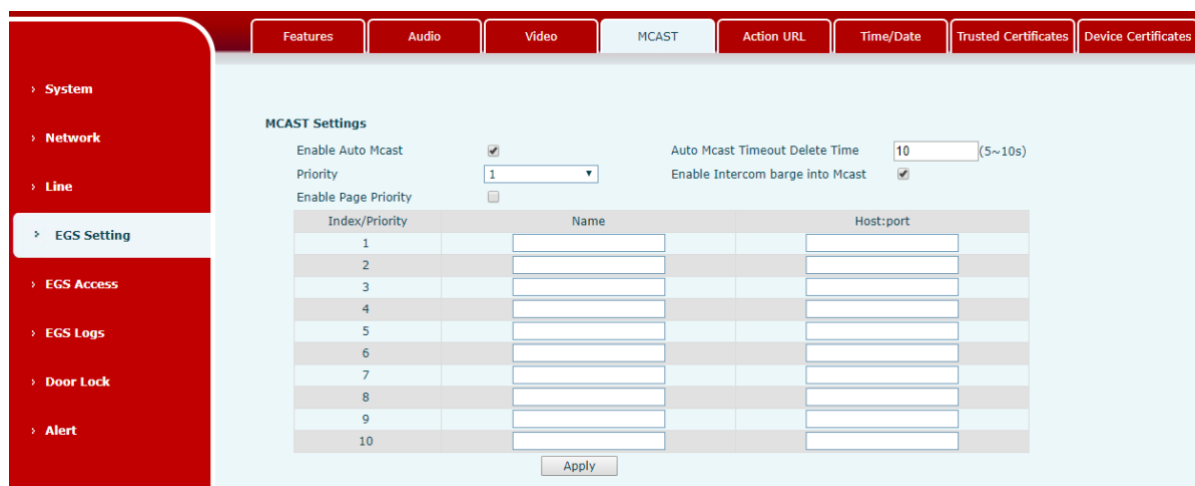 Features Audio Video MCAST Action URL Time/Date Trusted Certificates Device Certificates
› System
› Network
› Line
› EGS Setting
› EGS Access
› EGS Logs
› Door Lock
› Alert
MCAST Settings
Enable Auto Mcast Auto Mcast Timeout Delete Time 10 (5~10s)
Priority 1 Enable Intercom barge into Mcast
Enable Page Priority
Index/Priority Name Host:port
1
2
3
4
5
6
7
8
9
10
Apply